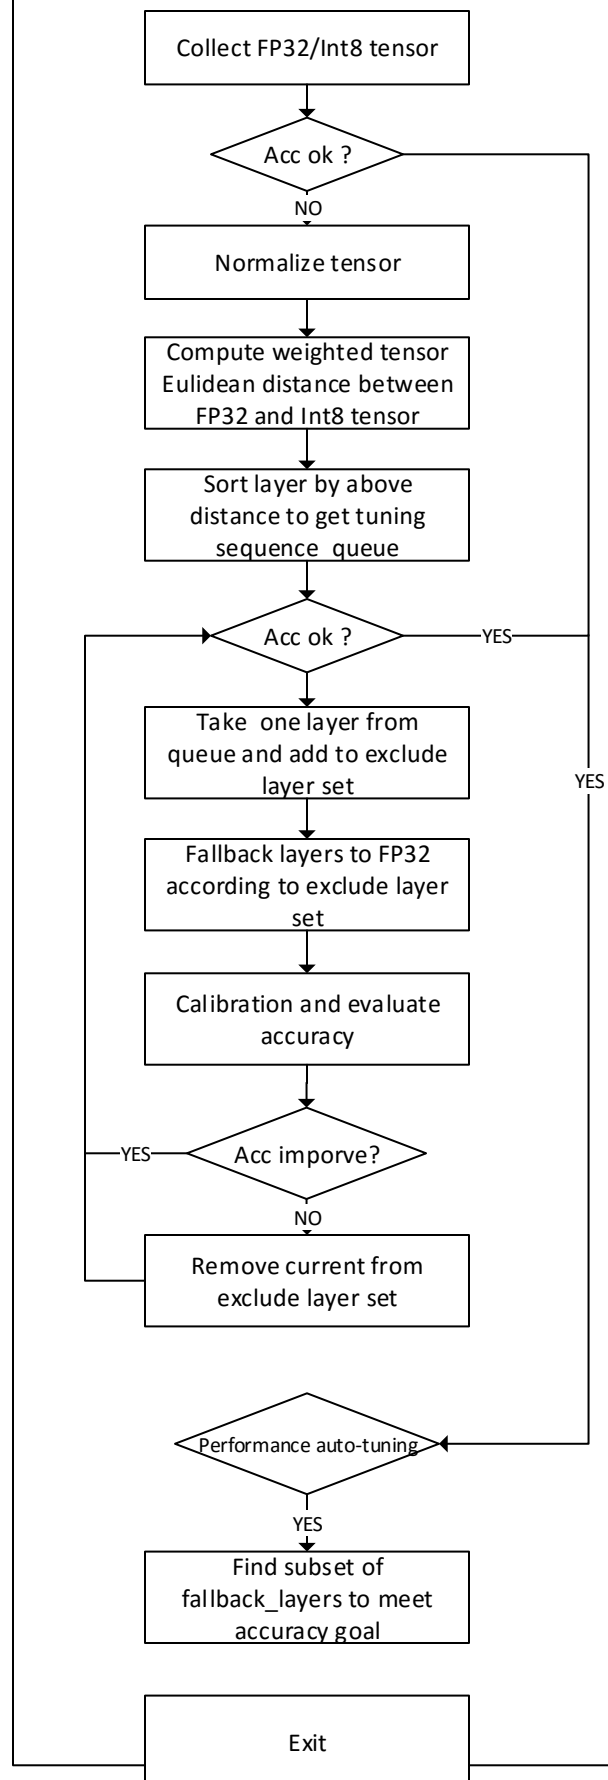 Collect FP32/Int8 tensor
Acc ok ?
NO
Normalize tensor
Compute weighted tensor
Eulidean distance between
FP32 and Int8 tensor
Sort layer by above
distance to get tuning
sequence queue
Acc ok ?
YES
Take one layer from
queue and add to exclude
layer set
YES
Fallback layers to FP32
according to exclude layer
set
Calibration and evaluate
accuracy
Acc imporve?
YES
NO
Remove current from
exclude layer set
Performance auto-tuning
YES
Find subset of
fallback_layers to meet
accuracy goal
Exit